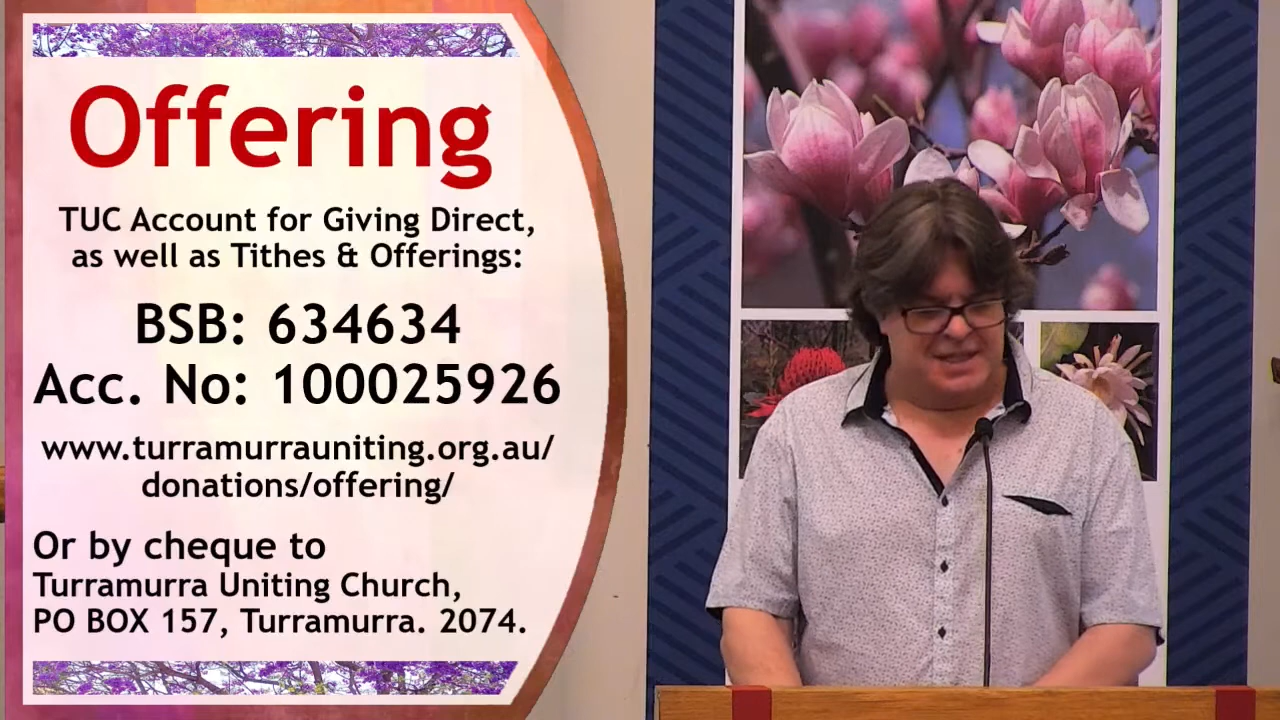 Offering
TUC Account for Giving Direct,
as well as Tithes & Offerings:
BSB: 634634
Acc. No: 100025926
www.turramurrauniting.org.au/
donations/offering/
Or by cheque to
Turramurra Uniting Church,
PO BOX 157, Turramurra. 2074.